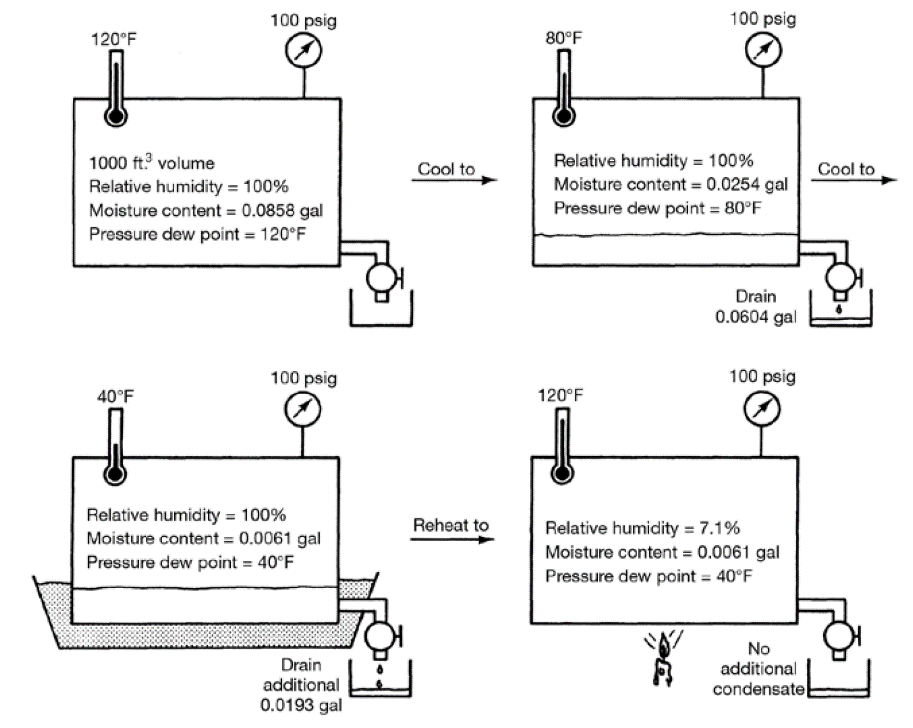 120°F
100 psig
1000 ft.³ volume
Relative humidity = 100%
Moisture content = 0.0858 gal
Pressure dew point = 120°F
Cool to
80°F
100 psig
Relative humidity = 100%
Moisture content = 0.0254 gal
Pressure dew point = 80°F
Cool to
Drain
0.0604 gal
40°F
100 psig
Relative humidity = 100%
Moisture content = 0.0061 gal
Pressure dew point = 40°F
Drain
additional
0.0193 gal
Reheat to
120°F
100 psig
Relative humidity = 7.1%
Moisture content = 0.0061 gal
Pressure dew point = 40°F
No
additional
condensate